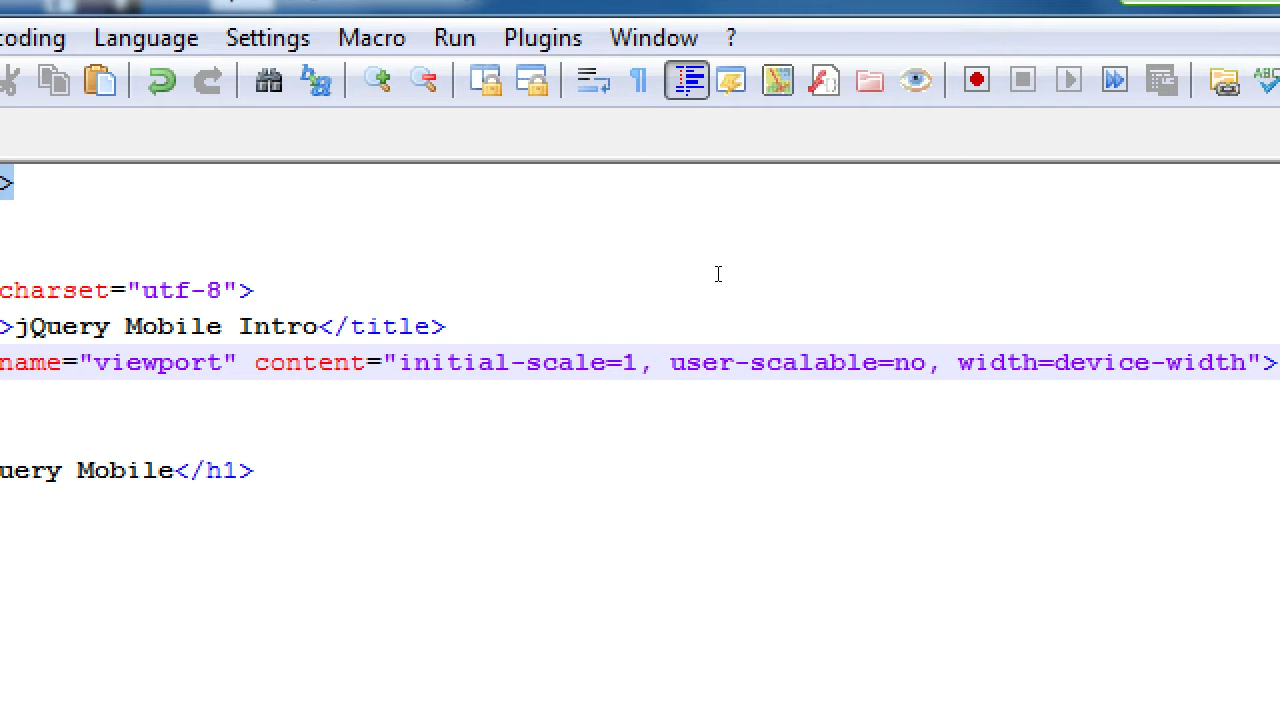 coding Language Settings Macro Run Plugins Window ?
ABC
>
charset="utf-8">
>jQuery Mobile Intro</title>
name="viewport" content="initial-scale=1, user-scalable=no, width=device-width">
uery Mobile</h1>